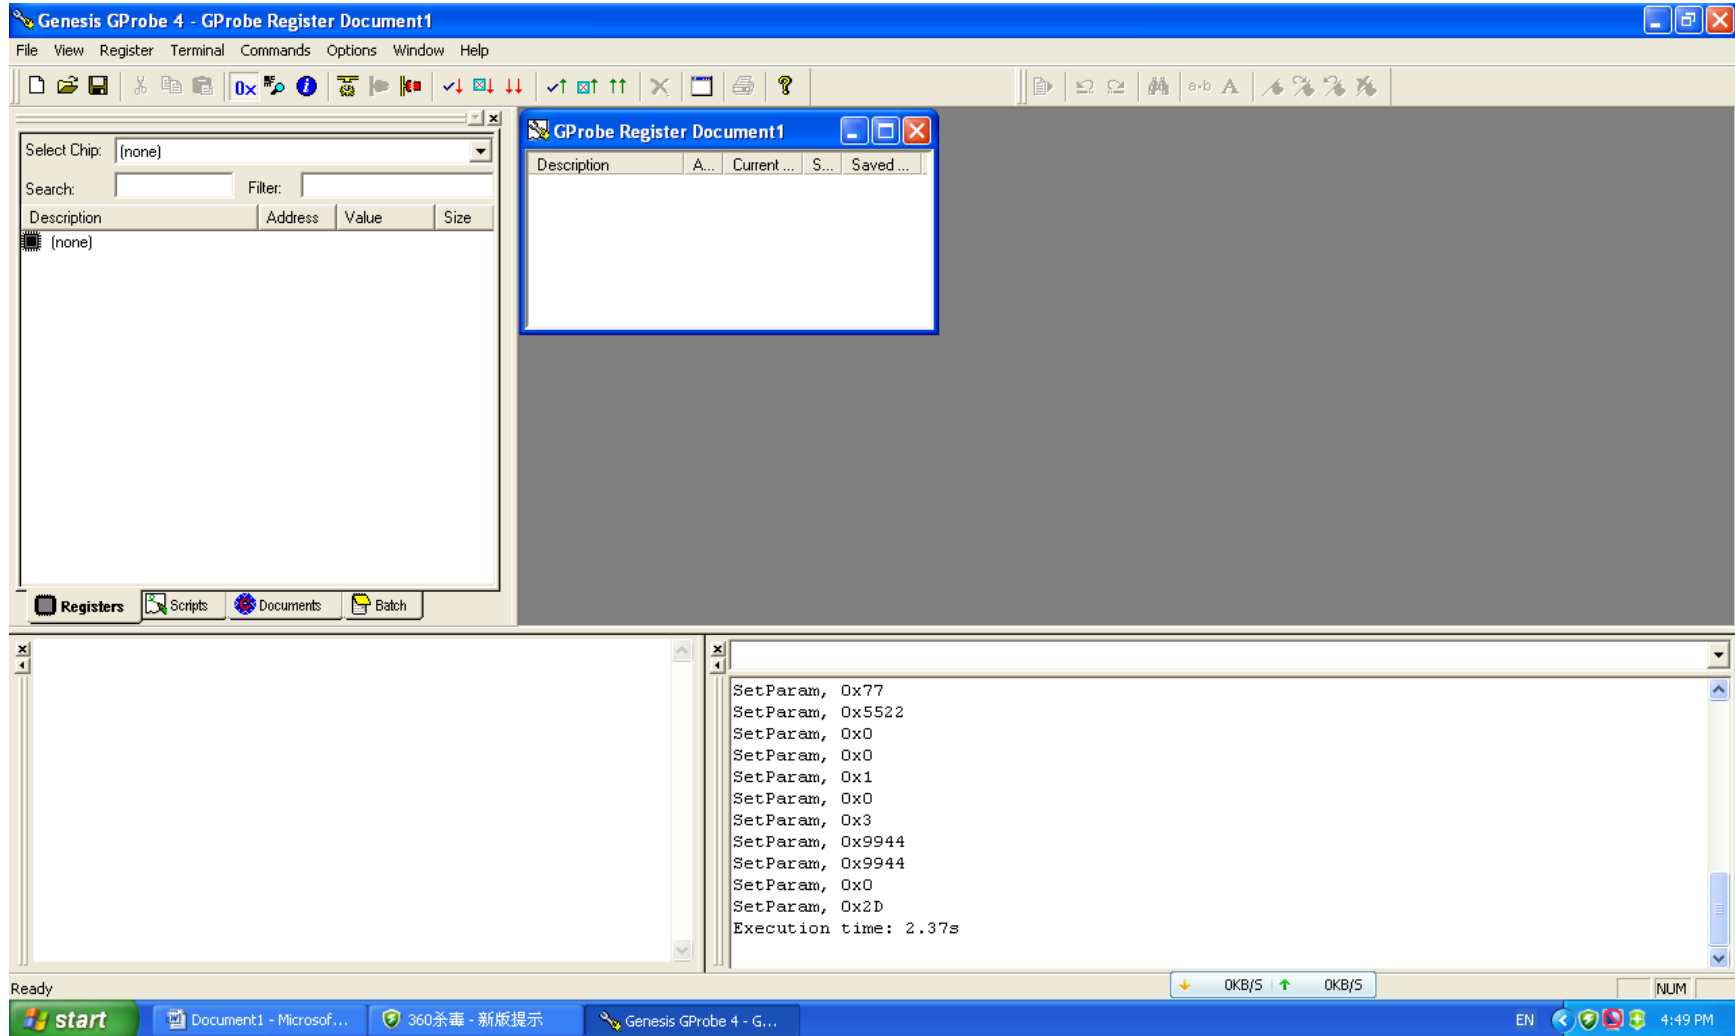 Genesis GProbe 4 - GProbe Register Document1
File View Register Terminal Commands Options Window Help
0x
a·b A
Select Chip: (none)
Search: Filter:
Description Address Value Size
(none)
Registers Scripts Documents Batch
GProbe Register Document1
Description A... Current ... S... Saved ...
SetParam, 0x77
SetParam, 0x5522
SetParam, 0x0
SetParam, 0x0
SetParam, 0x1
SetParam, 0x0
SetParam, 0x3
SetParam, 0x9944
SetParam, 0x9944
SetParam, 0x0
SetParam, 0x2D
Execution time: 2.37s
Ready
0KB/S 0KB/S
NUM
start
Document1 - Microsof...
360杀毒 - 新版提示
Genesis GProbe 4 - G...
EN
4:49 PM